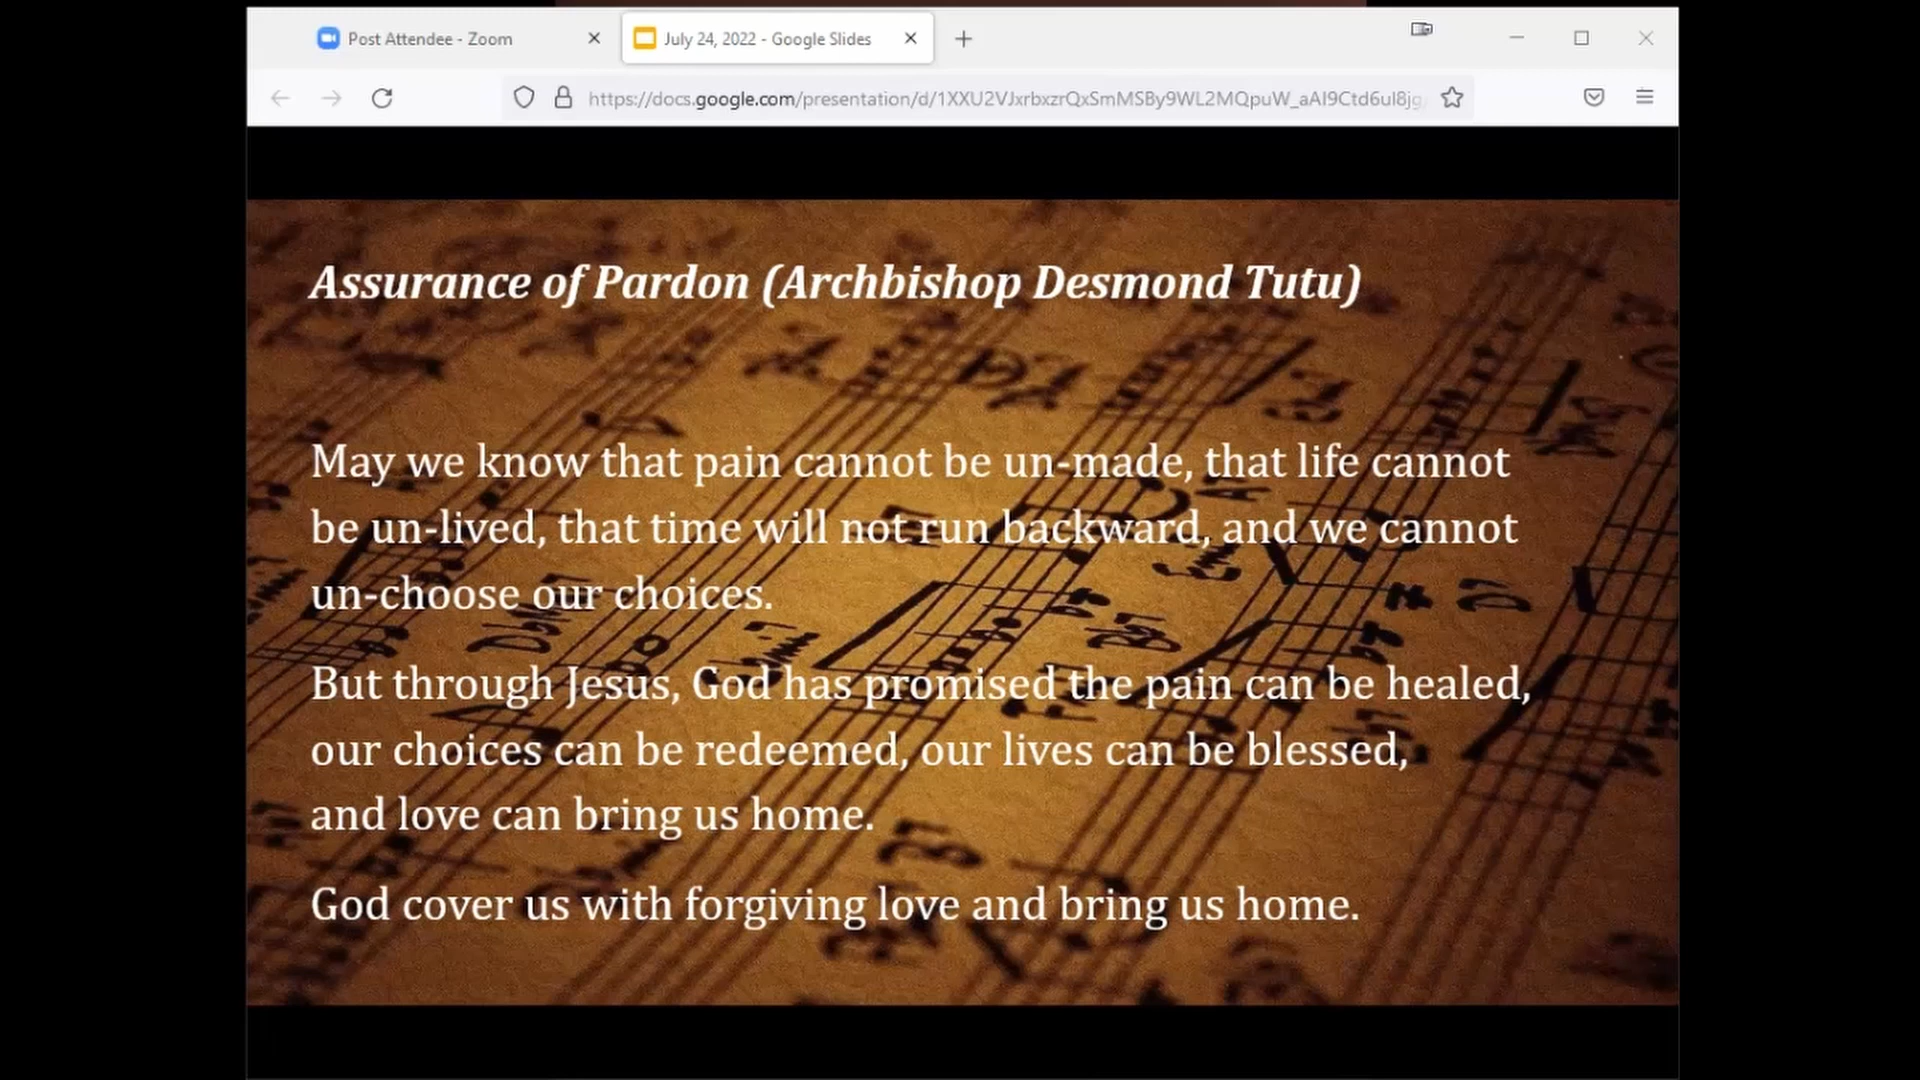 Post Attendee - Zoom
July 24, 2022 - Google Slides
https://docs.google.com/presentation/d/1XXU2VJxrbxzrQxSmMSBy9WL2MQpuW_aAI9Ctd6ul8jg
Assurance of Pardon (Archbishop Desmond Tutu)
May we know that pain cannot be un-made, that life cannot
be un-lived, that time will not run backward, and we cannot
un-choose our choices.
But through Jesus, God has promised the pain can be healed,
our choices can be redeemed, our lives can be blessed,
and love can bring us home.
God cover us with forgiving love and bring us home.